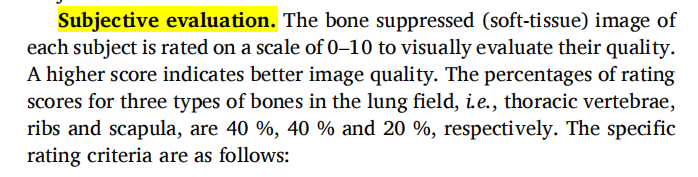 Subjective evaluation. The bone suppressed (soft-tissue) image of
each subject is rated on a scale of 0–10 to visually evaluate their quality.
A higher score indicates better image quality. The percentages of rating
scores for three types of bones in the lung field, i.e., thoracic vertebrae,
ribs and scapula, are 40 %, 40 % and 20 %, respectively. The specific
rating criteria are as follows: